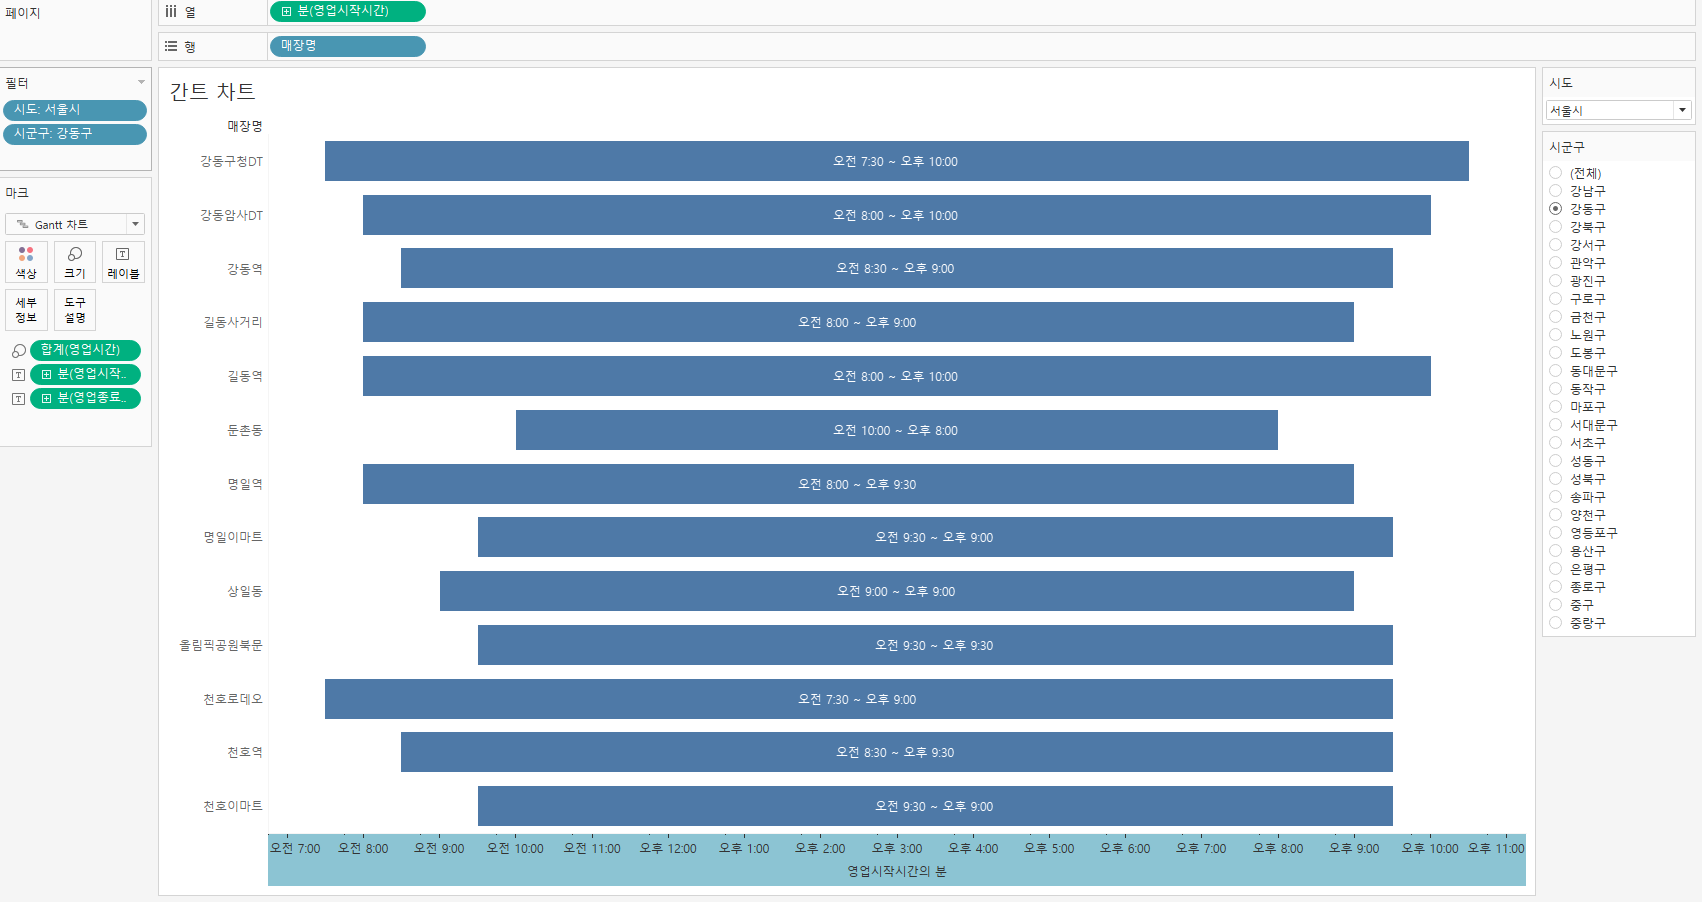 페이지
열
분(영업시작시간)
행
매장명
필터
시도: 서울시
시군구: 강동구
마크
Gantt 차트
색상
크기
레이블
세부
정보
도구
설명
합계(영업시간)
분(영업시작..
분(영업종료..
간트 차트
매장명
강동구청DT
오전 7:30 ~ 오후 10:00
강동암사DT
오전 8:00 ~ 오후 10:00
강동역
오전 8:30 ~ 오후 9:00
길동사거리
오전 8:00 ~ 오후 9:00
길동역
오전 8:00 ~ 오후 10:00
둔촌동
오전 10:00 ~ 오후 8:00
명일역
오전 8:00 ~ 오후 9:30
명일이마트
오전 9:30 ~ 오후 9:00
상일동
오전 9:00 ~ 오후 9:00
올림픽공원북문
오전 9:30 ~ 오후 9:30
천호로데오
오전 7:30 ~ 오후 9:00
천호역
오전 8:30 ~ 오후 9:30
천호이마트
오전 9:30 ~ 오후 9:00
오전 7:00 오전 8:00 오전 9:00 오전 10:00 오전 11:00 오후 12:00 오후 1:00 오후 2:00 오후 3:00 오후 4:00 오후 5:00 오후 6:00 오후 7:00 오후 8:00 오후 9:00 오후 10:00 오후 11:00
영업시작시간의 분
시도
서울시
시군구
(전체)
강남구
강동구
강북구
강서구
관악구
광진구
구로구
금천구
노원구
도봉구
동대문구
동작구
마포구
서대문구
서초구
성동구
성북구
송파구
양천구
영등포구
용산구
은평구
종로구
중구
중랑구